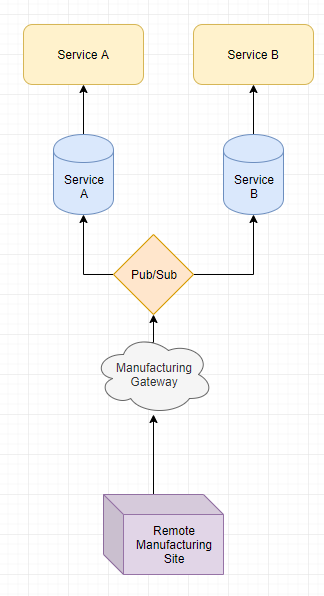 Service A
Service B
Service
A
Service
B
Pub/Sub
Manufacturing
Gateway
Remote
Manufacturing
Site